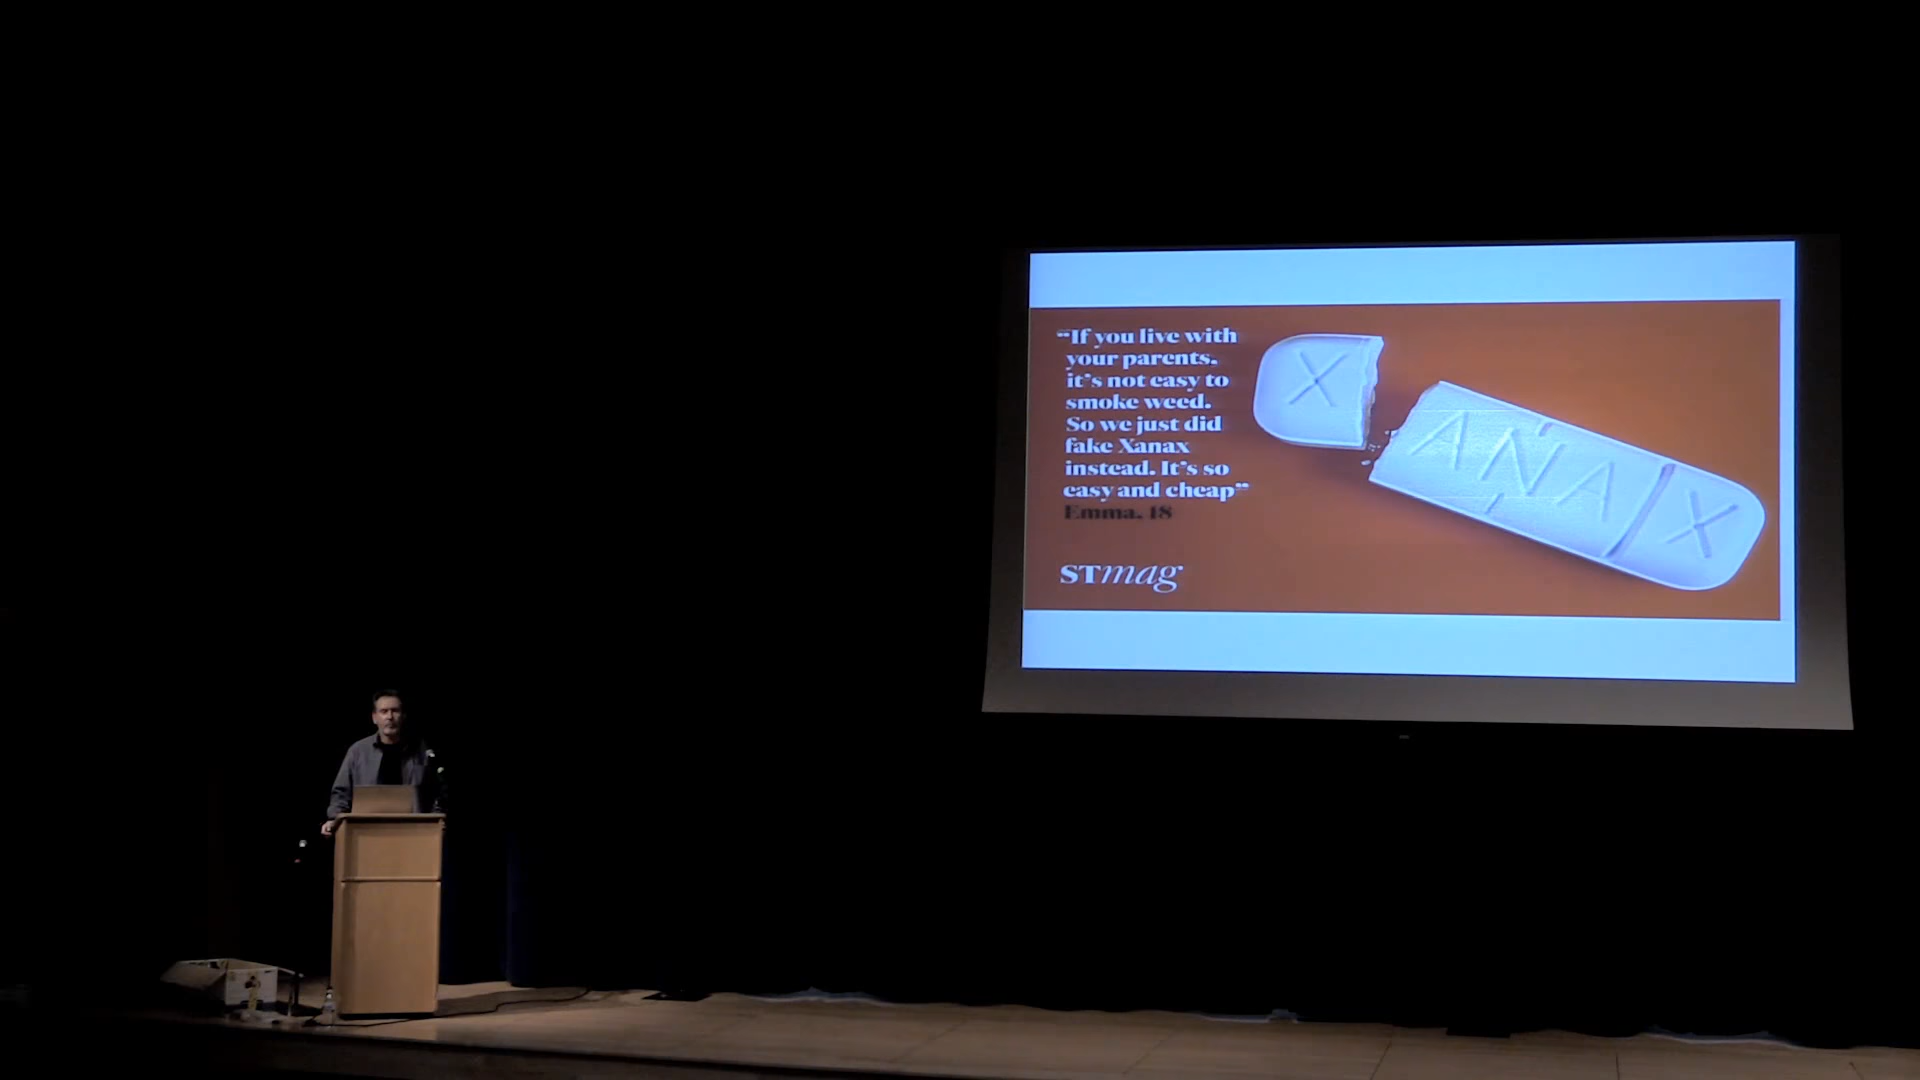 “If you live with
your parents,
it’s not easy to
smoke weed.
So we just did
fake Xanax
instead. It’s so
easy and cheap”
Emma, 18
STmag
X
ANA
X